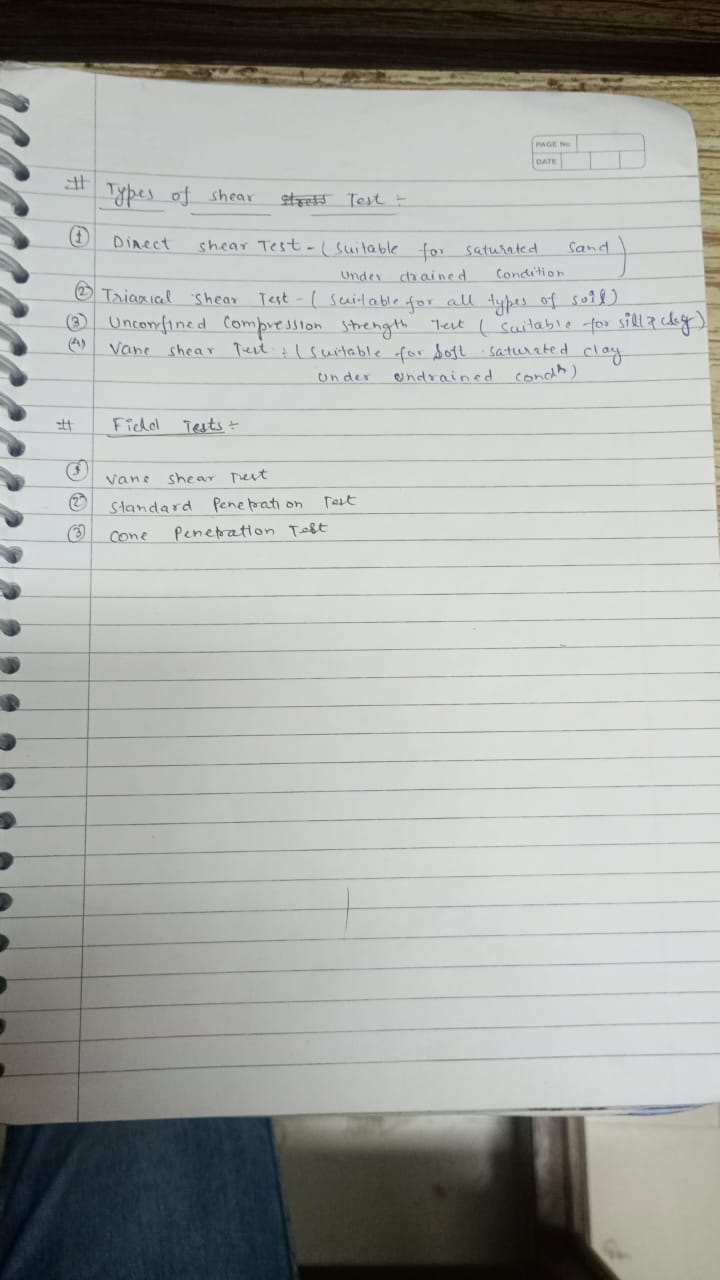 PAGE No.
DATE
# Types of shear stress Test :-
① Direct shear Test - ( suitable for saturated sand
under drained condition )
② Triaxial shear Test - ( suitable for all types of soil )
③ Unconfined compression strength Test ( suitable for silt & clay )
(4) Vane shear Test : ( suitable for soft saturated clay
under undrained condn )
# Field Tests :-
① Vane shear Test
② Standard Penetration Test
③ Cone Penetration Test